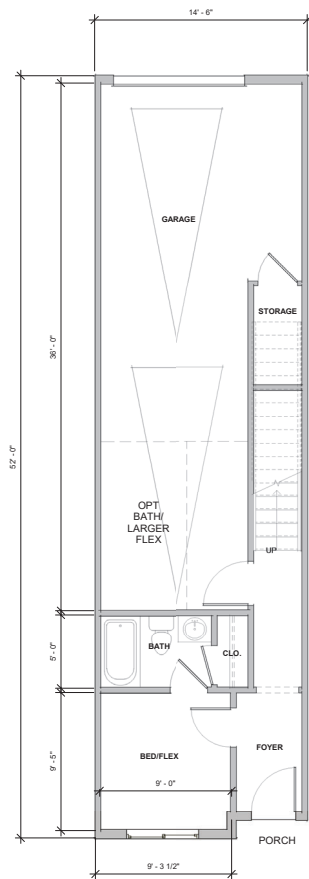 14' - 6"
GARAGE
STORAGE
36' - 0"
52' - 0"
OPT
BATH/
LARGER
FLEX
UP
5' - 0"
BATH
CLO.
9' - 5"
BED/FLEX
FOYER
9' - 0"
PORCH
9' - 3 1/2"